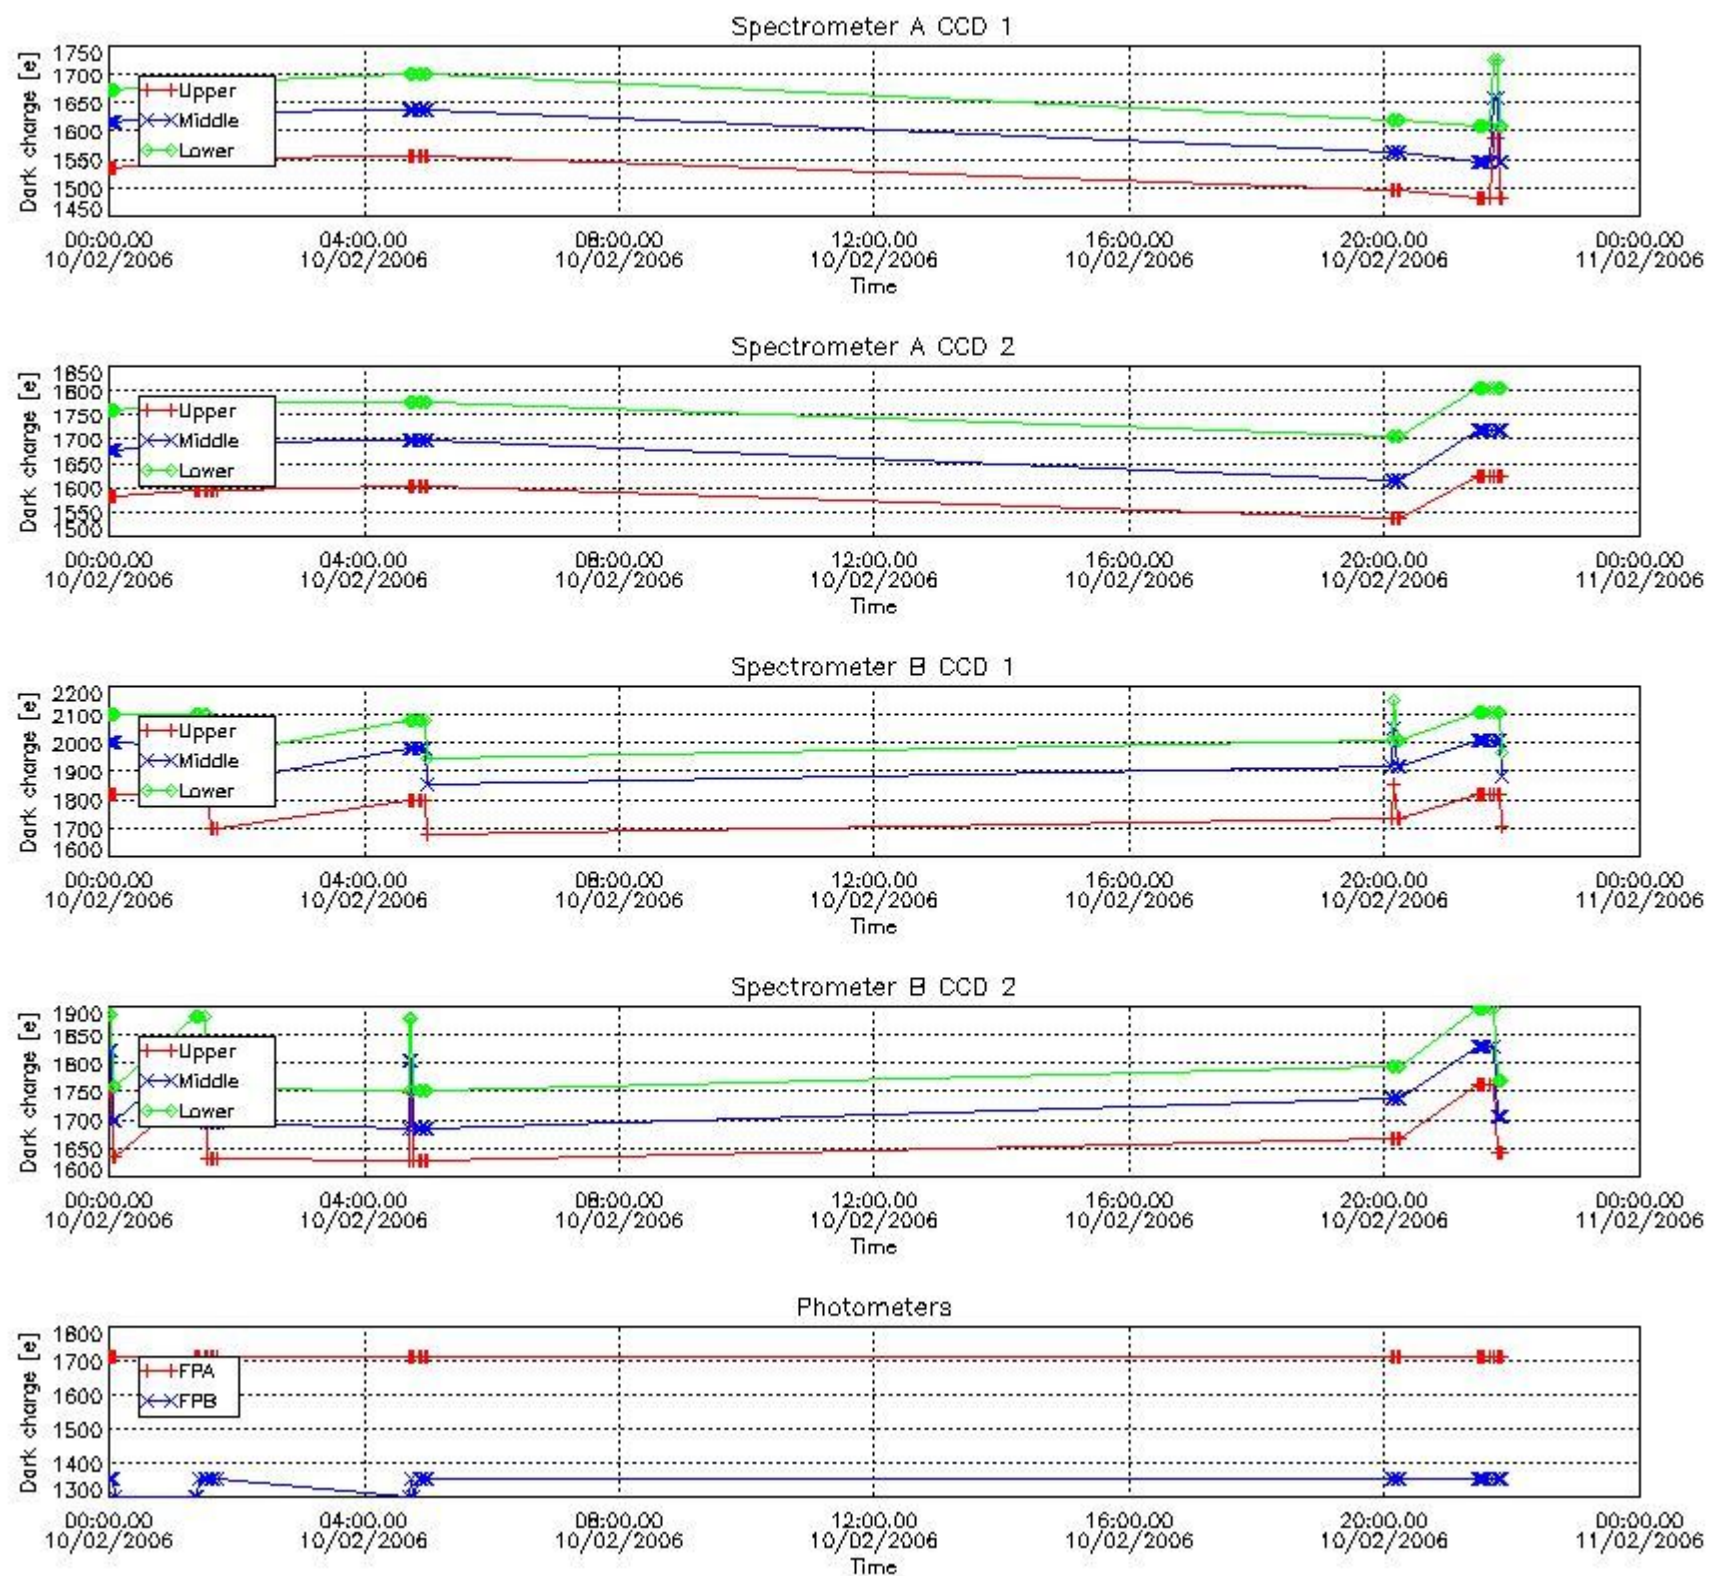 Spectrometer A CCD 1
Dark charge [e]
1750
1700
1650
1600
1550
1500
1450
Upper
Middle
Lower
00:00.00 04:00.00 08:00.00 12:00.00 16:00.00 20:00.00 00:00.00
10/02/2006 10/02/2006 10/02/2006 10/02/2006 10/02/2006 10/02/2006 11/02/2006
Time
Spectrometer A CCD 2
Dark charge [e]
1850
1800
1750
1700
1650
1600
1550
1500
Upper
Middle
Lower
00:00.00 04:00.00 08:00.00 12:00.00 16:00.00 20:00.00 00:00.00
10/02/2006 10/02/2006 10/02/2006 10/02/2006 10/02/2006 10/02/2006 11/02/2006
Time
Spectrometer B CCD 1
Dark charge [e]
2200
2100
2000
1900
1800
1700
1600
Upper
Middle
Lower
00:00.00 04:00.00 08:00.00 12:00.00 16:00.00 20:00.00 00:00.00
10/02/2006 10/02/2006 10/02/2006 10/02/2006 10/02/2006 10/02/2006 11/02/2006
Time
Spectrometer B CCD 2
Dark charge [e]
1900
1850
1800
1750
1700
1650
1600
Upper
Middle
Lower
00:00.00 04:00.00 08:00.00 12:00.00 16:00.00 20:00.00 00:00.00
10/02/2006 10/02/2006 10/02/2006 10/02/2006 10/02/2006 10/02/2006 11/02/2006
Time
Photometers
Dark charge [e]
1800
1700
1600
1500
1400
1300
FPA
FPB
00:00.00 04:00.00 08:00.00 12:00.00 16:00.00 20:00.00 00:00.00
10/02/2006 10/02/2006 10/02/2006 10/02/2006 10/02/2006 10/02/2006 11/02/2006
Time